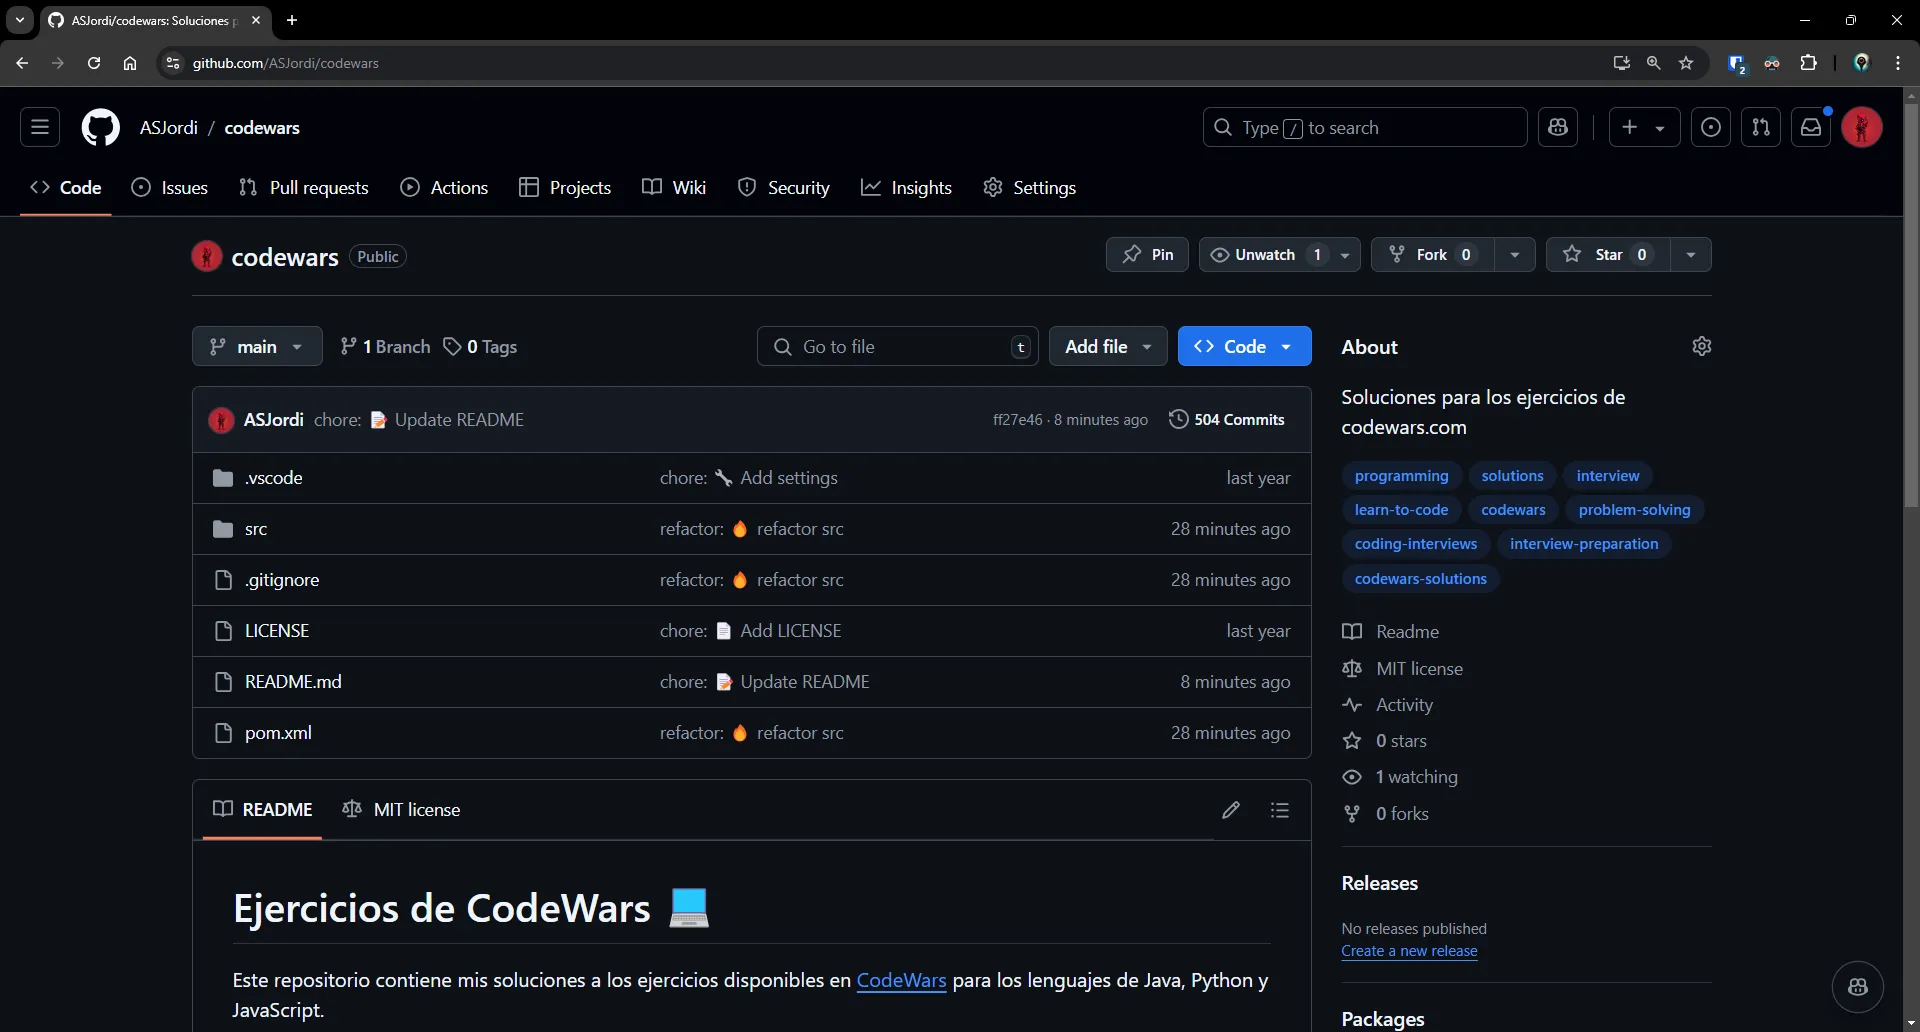 ASJordi/codewars: Soluciones p
github.com/ASJordi/codewars
2
ASJordi / codewars
Type / to search
Code Issues Pull requests Actions Projects Wiki Security Insights Settings
codewars Public
Pin Unwatch 1 Fork 0 Star 0
main 1 Branch 0 Tags Go to file t Add file Code
ASJordi chore: 📝 Update README ff27e46 · 8 minutes ago 504 Commits
.vscode chore: 🔧 Add settings last year
src refactor: 🔥 refactor src 28 minutes ago
.gitignore refactor: 🔥 refactor src 28 minutes ago
LICENSE chore: 📄 Add LICENSE last year
README.md chore: 📝 Update README 8 minutes ago
pom.xml refactor: 🔥 refactor src 28 minutes ago
README MIT license
Ejercicios de CodeWars 💻
Este repositorio contiene mis soluciones a los ejercicios disponibles en CodeWars para los lenguajes de Java, Python y
JavaScript.
About
Soluciones para los ejercicios de
codewars.com
programming solutions interview
learn-to-code codewars problem-solving
coding-interviews interview-preparation
codewars-solutions
Readme
MIT license
Activity
0 stars
1 watching
0 forks
Releases
No releases published
Create a new release
Packages